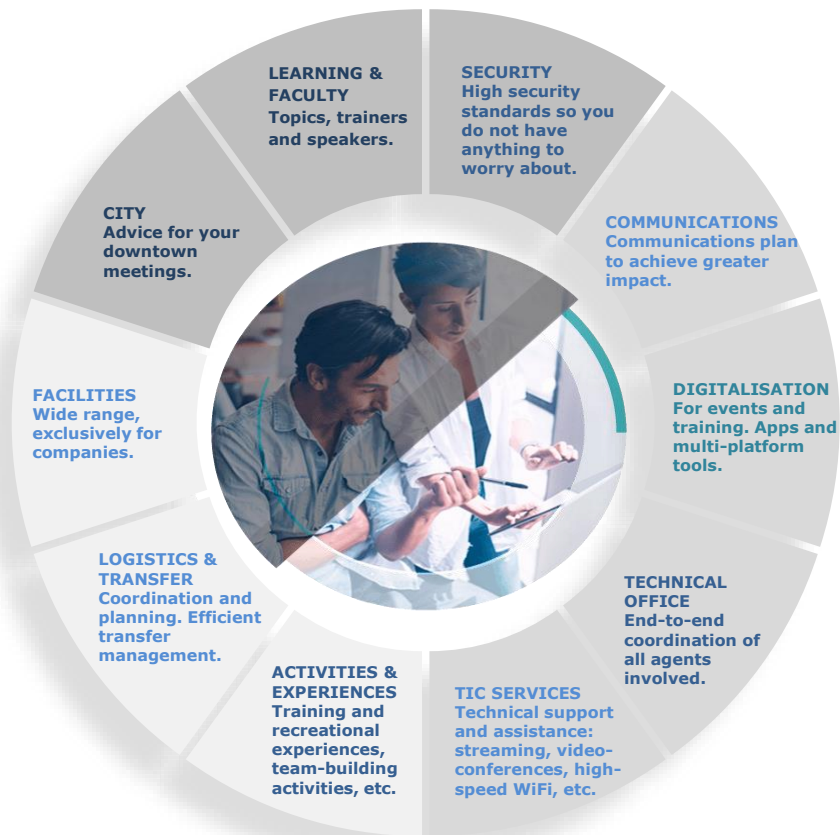 LEARNING &
FACULTY
Topics, trainers
and speakers.
SECURITY
High security
standards so you
do not have
anything to
worry about.
COMMUNICATIONS
Communications plan
to achieve greater
impact.
DIGITALISATION
For events and
training. Apps and
multi-platform
tools.
TECHNICAL
OFFICE
End-to-end
coordination of
all agents
involved.
TIC SERVICES
Technical support
and assistance:
streaming, video-
conferences, high-
speed WiFi, etc.
ACTIVITIES &
EXPERIENCES
Training and
recreational
experiences,
team-building
activities, etc.
LOGISTICS &
TRANSFER
Coordination and
planning. Efficient
transfer
management.
FACILITIES
Wide range,
exclusively for
companies.
CITY
Advice for your
downtown
meetings.